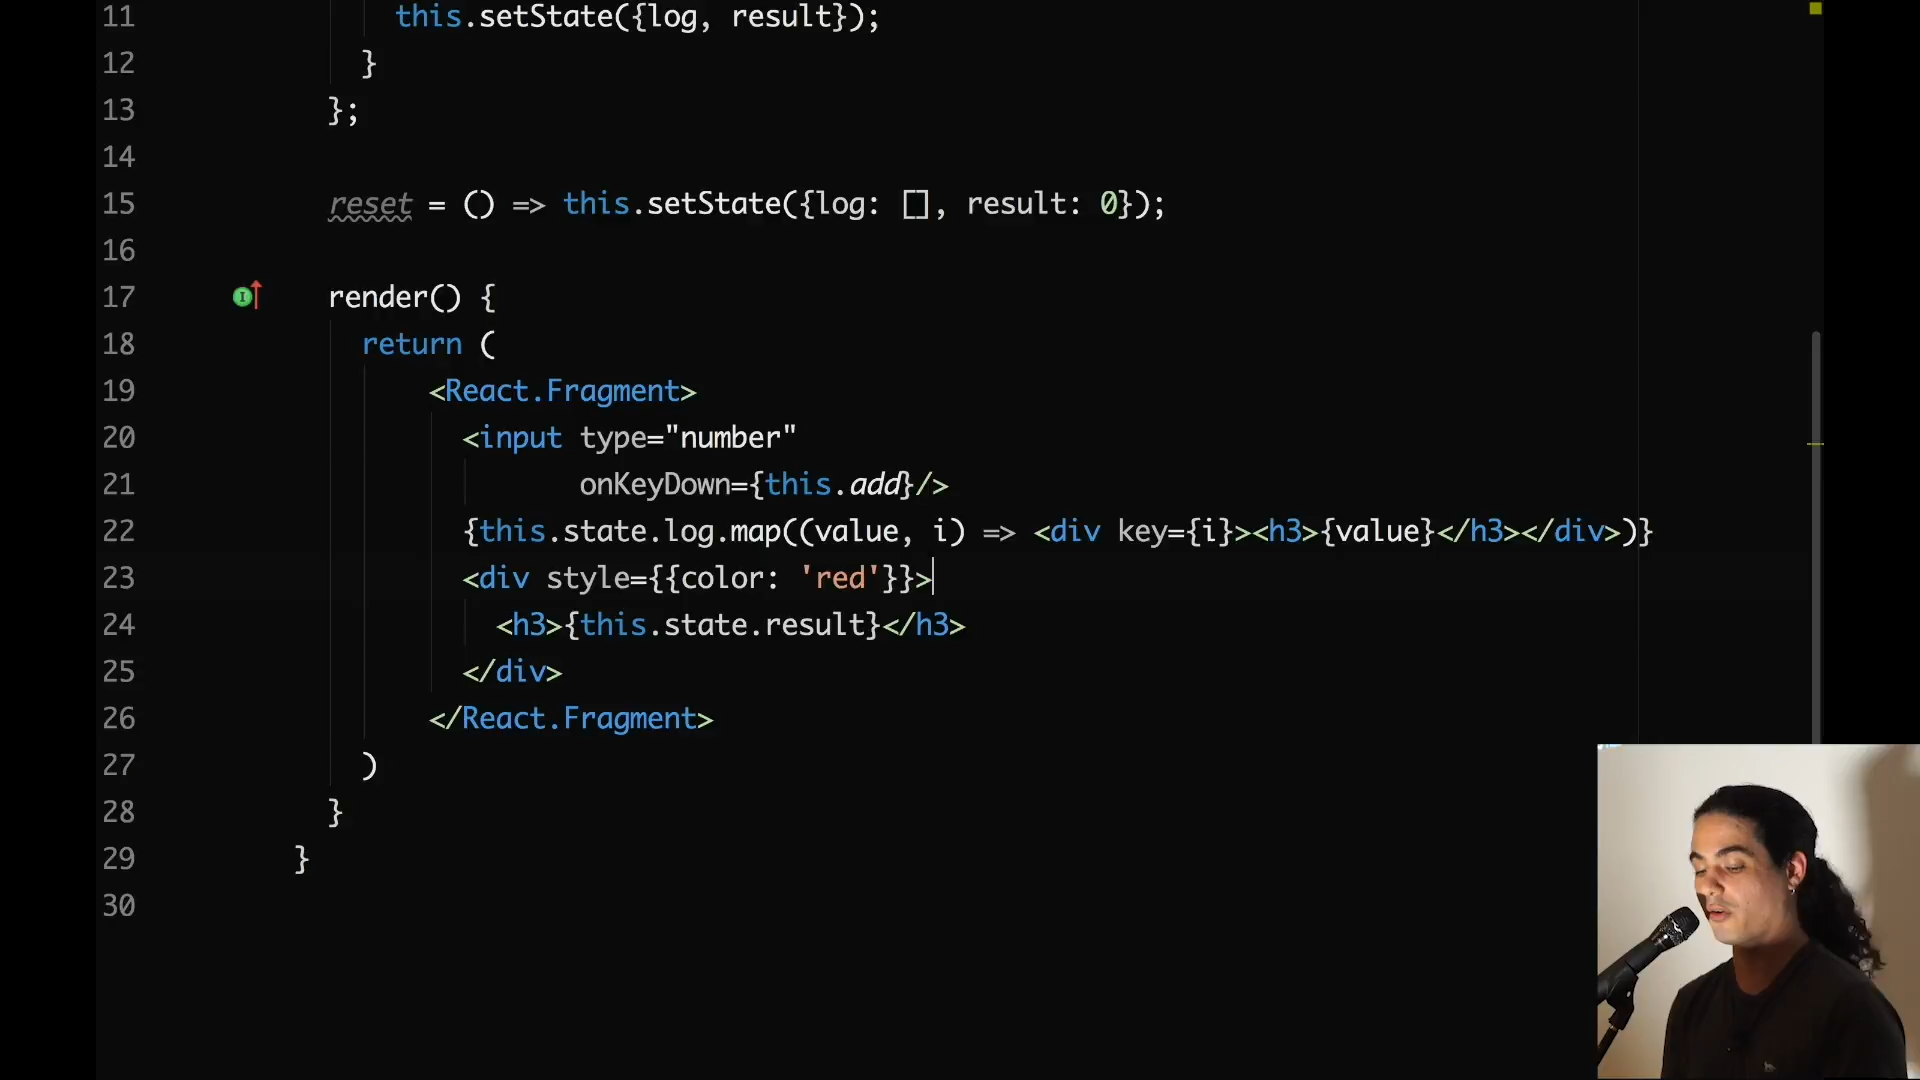 11 this.setState({log, result});
12 }
13 };
14
15 reset = () => this.setState({log: [], result: 0});
16
17 render() {
18 return (
19 <React.Fragment>
20 <input type="number"
21 onKeyDown={this.add}/>
22 {this.state.log.map((value, i) => <div key={i}><h3>{value}</h3></div>)}
23 <div style={{color: 'red'}}>
24 <h3>{this.state.result}</h3>
25 </div>
26 </React.Fragment>
27 )
28 }
29 }
30